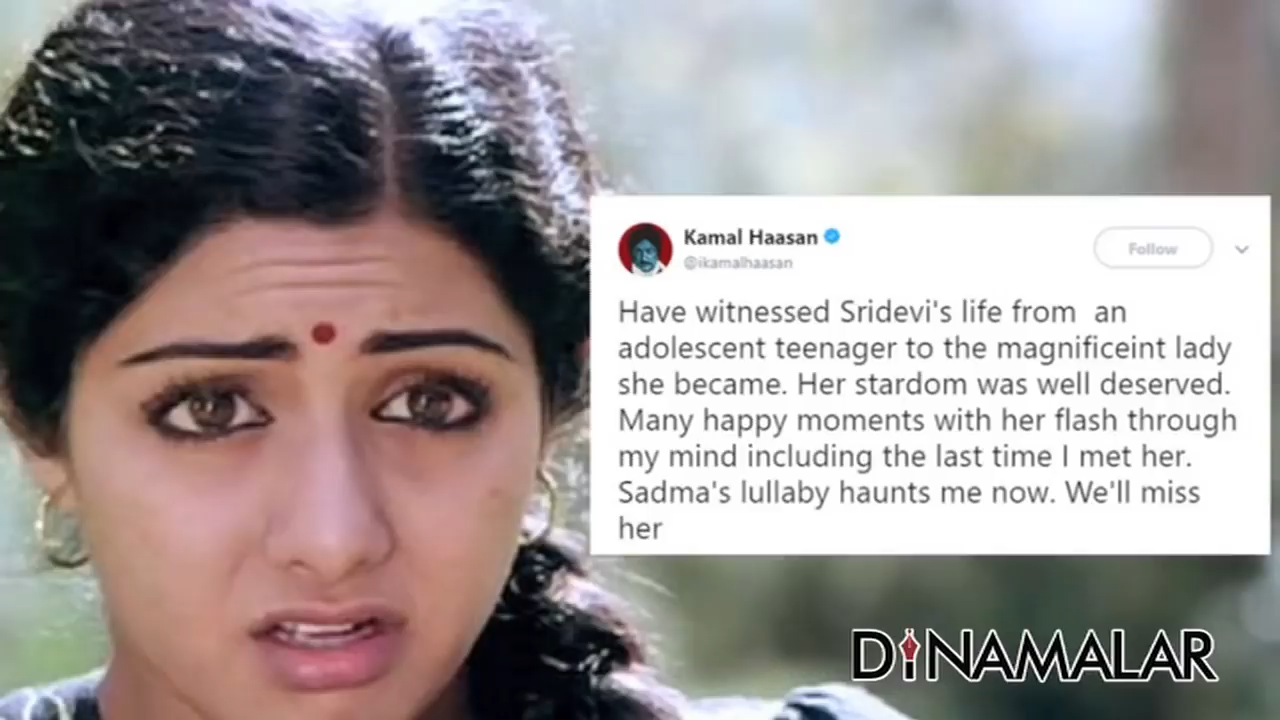 Kamal Haasan
@ikamalhaasan
Follow
Have witnessed Sridevi's life from an
adolescent teenager to the magnificeint lady
she became. Her stardom was well deserved.
Many happy moments with her flash through
my mind including the last time I met her.
Sadma's lullaby haunts me now. We'll miss
her
DINAMALAR